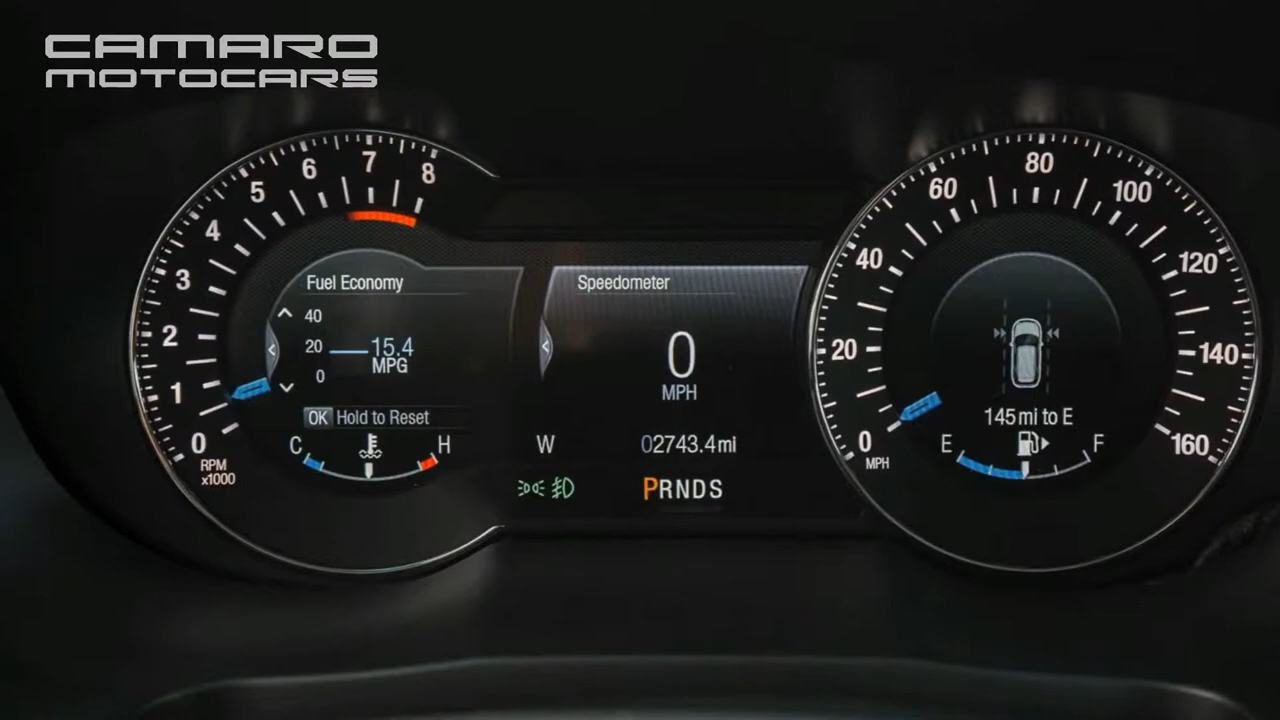 CAMARO
MOTOCARS
0 1 2 3 4 5 6 7 8
RPM
x1000
Fuel Economy
40
20
0
15.4
MPG
OK Hold to Reset
C H
Speedometer
0
MPH
W 02743.4mi
PRNDS
0 20 40 60 80 100 120 140 160
MPH
145 mi to E
E F